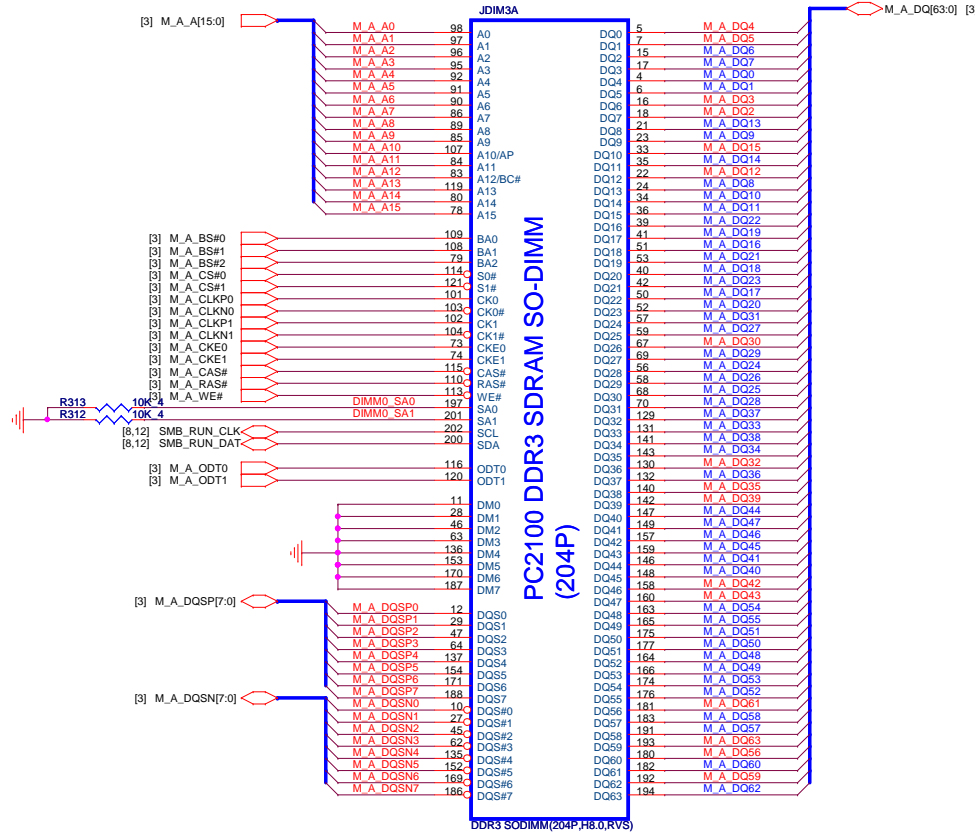 JDIM3A
[3] M_A_A[15:0]
M_A_A0 98 A0
M_A_A1 97 A1
M_A_A2 96 A2
M_A_A3 95 A3
M_A_A4 92 A4
M_A_A5 91 A5
M_A_A6 90 A6
M_A_A7 86 A7
M_A_A8 89 A8
M_A_A9 85 A9
M_A_A10 107 A10/AP
M_A_A11 84 A11
M_A_A12 83 A12/BC#
M_A_A13 119 A13
M_A_A14 80 A14
M_A_A15 78 A15
[3] M_A_BS#0 109 BA0
[3] M_A_BS#1 108 BA1
[3] M_A_BS#2 79 BA2
[3] M_A_CS#0 114 S0#
[3] M_A_CS#1 121 S1#
[3] M_A_CLKP0 101 CK0
[3] M_A_CLKN0 103 CK0#
[3] M_A_CLKP1 102 CK1
[3] M_A_CLKN1 104 CK1#
[3] M_A_CKE0 73 CKE0
[3] M_A_CKE1 74 CKE1
[3] M_A_CAS# 115 CAS#
[3] M_A_RAS# 110 RAS#
[3] M_A_WE# 113 WE#
R313 10K_4 DIMM0_SA0 197 SA0
R312 10K_4 DIMM0_SA1 201 SA1
[8,12] SMB_RUN_CLK 202 SCL
[8,12] SMB_RUN_DAT 200 SDA
[3] M_A_ODT0 116 ODT0
[3] M_A_ODT1 120 ODT1
11 DM0
28 DM1
46 DM2
63 DM3
136 DM4
153 DM5
170 DM6
187 DM7
[3] M_A_DQSP[7:0]
M_A_DQSP0 12 DQS0
M_A_DQSP1 29 DQS1
M_A_DQSP2 47 DQS2
M_A_DQSP3 64 DQS3
M_A_DQSP4 137 DQS4
M_A_DQSP5 154 DQS5
M_A_DQSP6 171 DQS6
M_A_DQSP7 188 DQS7
[3] M_A_DQSN[7:0]
M_A_DQSN0 10 DQS#0
M_A_DQSN1 27 DQS#1
M_A_DQSN2 45 DQS#2
M_A_DQSN3 62 DQS#3
M_A_DQSN4 135 DQS#4
M_A_DQSN5 152 DQS#5
M_A_DQSN6 169 DQS#6
M_A_DQSN7 186 DQS#7
PC2100 DDR3 SDRAM SO-DIMM
(204P)
M_A_DQ[63:0] [3
DQ0 5 M_A_DQ4
DQ1 7 M_A_DQ5
DQ2 15 M_A_DQ6
DQ3 17 M_A_DQ7
DQ4 4 M_A_DQ0
DQ5 6 M_A_DQ1
DQ6 16 M_A_DQ3
DQ7 18 M_A_DQ2
DQ8 21 M_A_DQ13
DQ9 23 M_A_DQ9
DQ10 33 M_A_DQ15
DQ11 35 M_A_DQ14
DQ12 22 M_A_DQ12
DQ13 24 M_A_DQ8
DQ14 34 M_A_DQ10
DQ15 36 M_A_DQ11
DQ16 39 M_A_DQ22
DQ17 41 M_A_DQ19
DQ18 51 M_A_DQ16
DQ19 53 M_A_DQ21
DQ20 40 M_A_DQ18
DQ21 42 M_A_DQ23
DQ22 50 M_A_DQ17
DQ23 52 M_A_DQ20
DQ24 57 M_A_DQ31
DQ25 59 M_A_DQ27
DQ26 67 M_A_DQ30
DQ27 69 M_A_DQ29
DQ28 56 M_A_DQ24
DQ29 58 M_A_DQ26
DQ30 68 M_A_DQ25
DQ31 70 M_A_DQ28
DQ32 129 M_A_DQ37
DQ33 131 M_A_DQ33
DQ34 141 M_A_DQ38
DQ35 143 M_A_DQ34
DQ36 130 M_A_DQ32
DQ37 132 M_A_DQ36
DQ38 140 M_A_DQ35
DQ39 142 M_A_DQ39
DQ40 147 M_A_DQ44
DQ41 149 M_A_DQ47
DQ42 157 M_A_DQ46
DQ43 159 M_A_DQ45
DQ44 146 M_A_DQ41
DQ45 148 M_A_DQ40
DQ46 158 M_A_DQ42
DQ47 160 M_A_DQ43
DQ48 163 M_A_DQ54
DQ49 165 M_A_DQ55
DQ50 175 M_A_DQ51
DQ51 177 M_A_DQ50
DQ52 164 M_A_DQ48
DQ53 166 M_A_DQ49
DQ54 174 M_A_DQ53
DQ55 176 M_A_DQ52
DQ56 181 M_A_DQ61
DQ57 183 M_A_DQ58
DQ58 191 M_A_DQ57
DQ59 193 M_A_DQ63
DQ60 180 M_A_DQ56
DQ61 182 M_A_DQ60
DQ62 192 M_A_DQ59
DQ63 194 M_A_DQ62
DDR3 SODIMM(204P,H8.0,RVS)